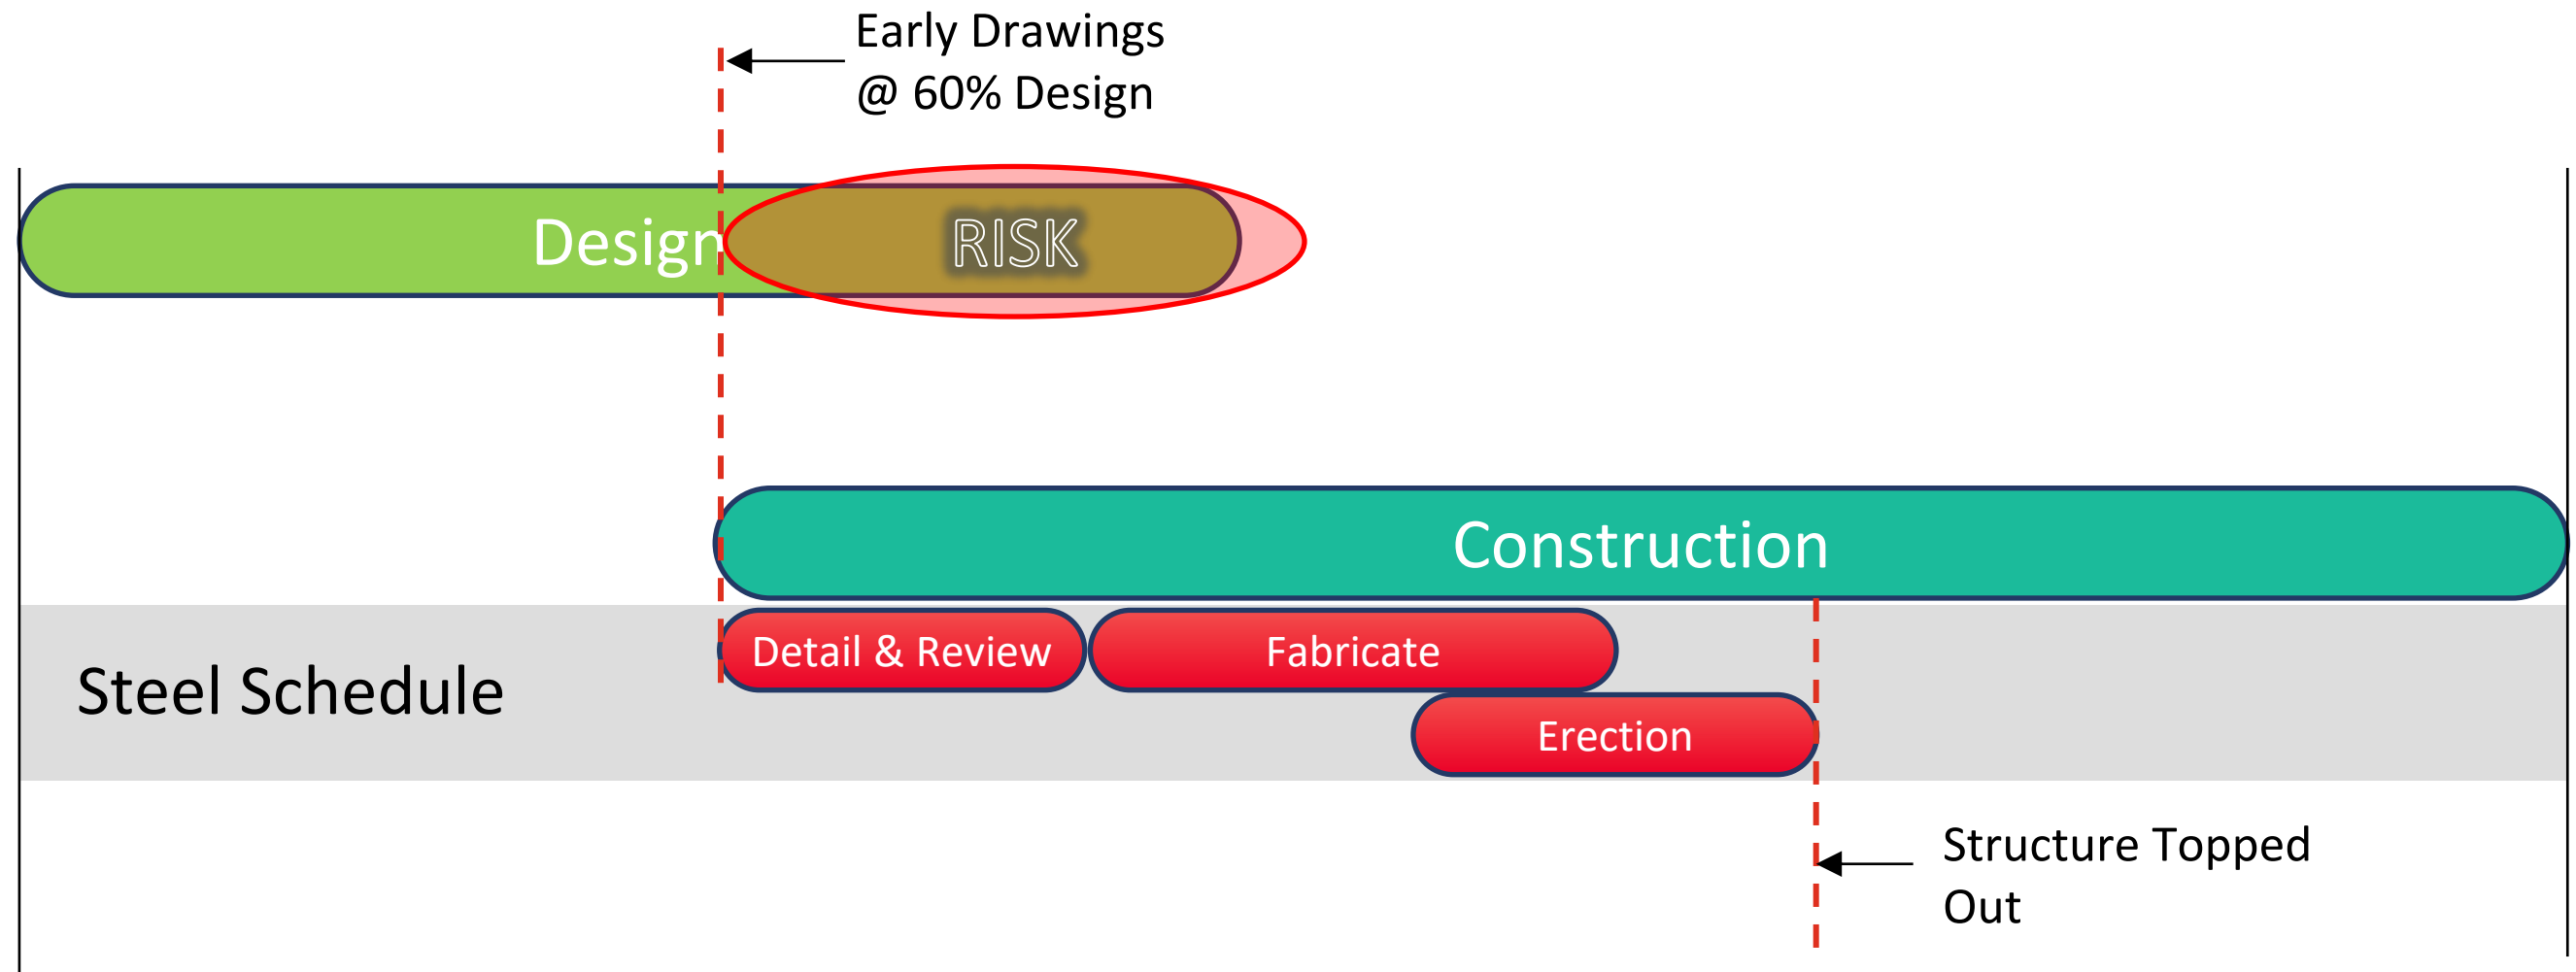 Early Drawings
@ 60% Design
Design
RISK
Construction
Detail & Review
Fabricate
Steel Schedule
Erection
Structure Topped
Out